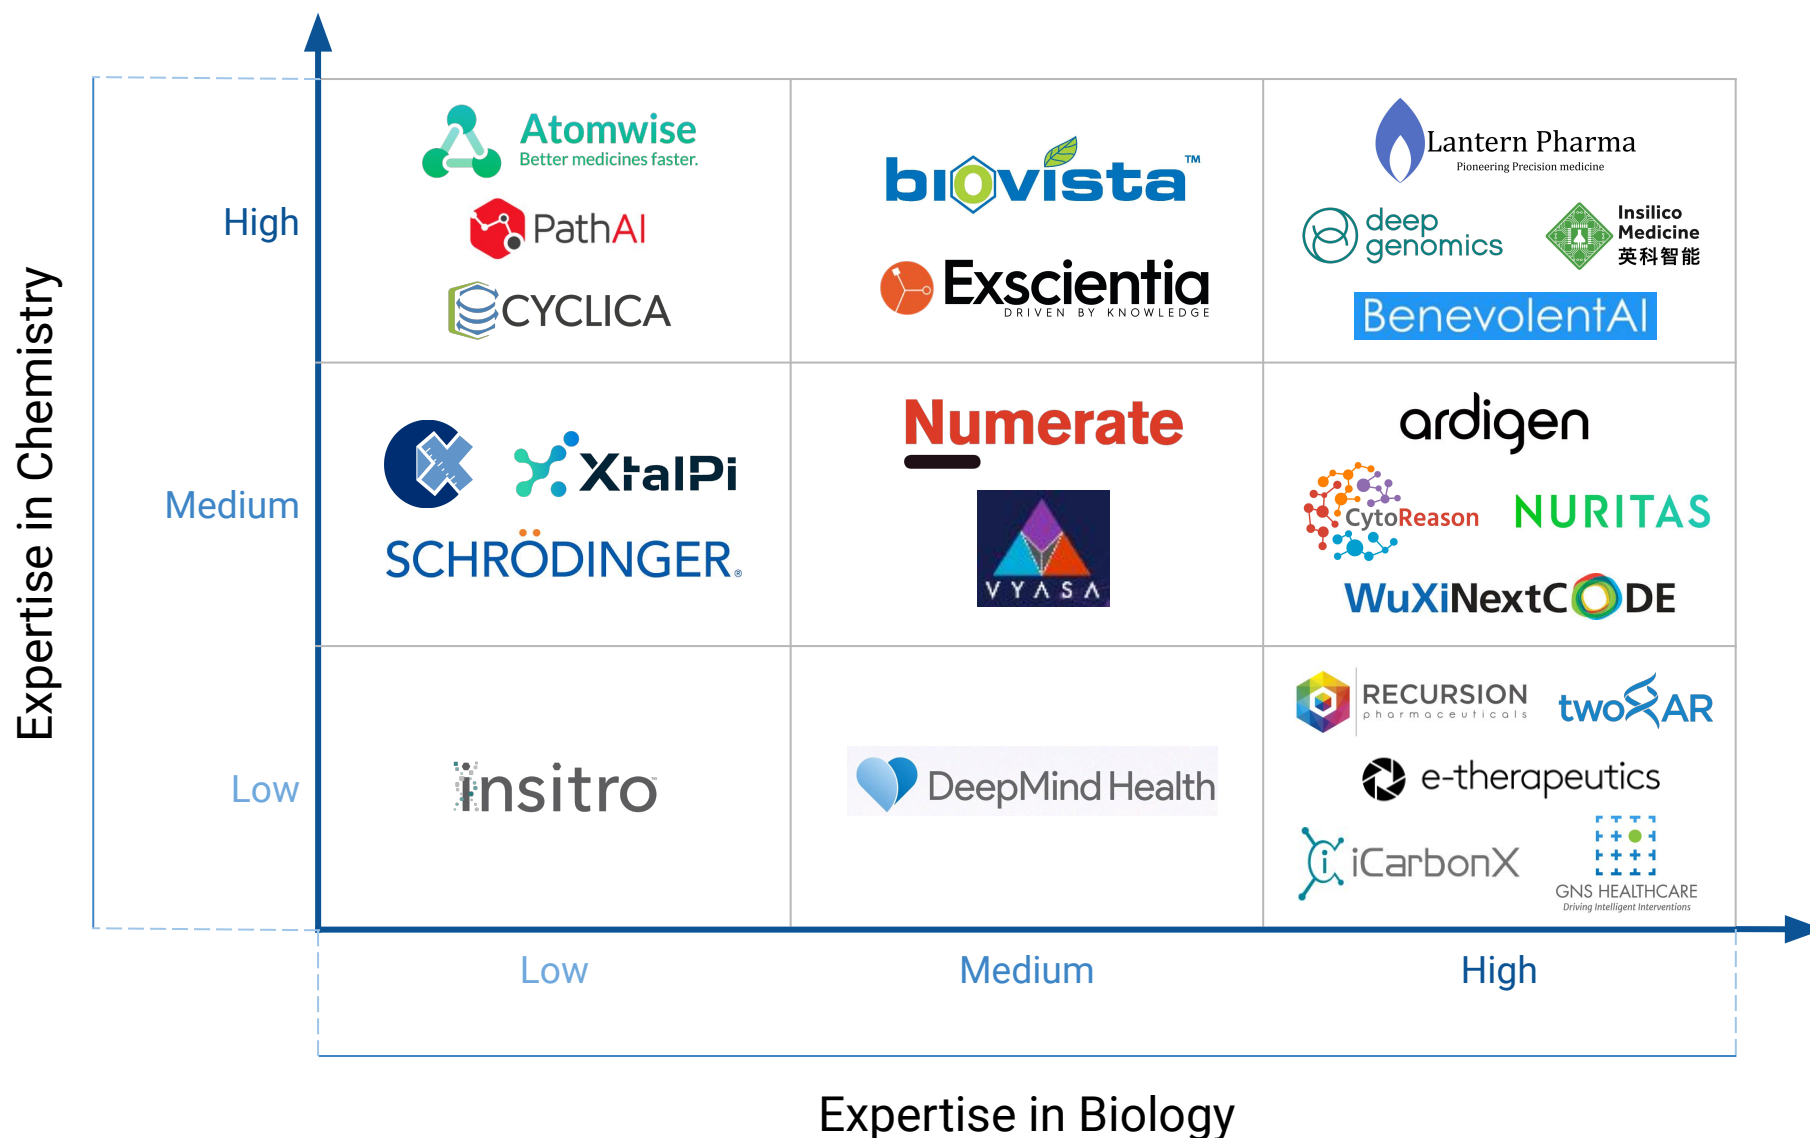 Expertise in Chemistry
High
Medium
Low
Atomwise
Better medicines faster.
PathAI
CYCLICA
biovista™
Exscientia
DRIVEN BY KNOWLEDGE
Lantern Pharma
Pioneering Precision medicine
deep
genomics
Insilico
Medicine
英科智能
BenevolentAI
XtalPi
SCHRÖDINGER®
Numerate
VYASA
ardigen
CytoReason
NURITAS
WuXiNextCODE
insitro
DeepMind Health
RECURSION
pharmaceuticals
twoXAR
e-therapeutics
iCarbonX
GNS HEALTHCARE
Driving Intelligent Interventions
Low
Medium
High
Expertise in Biology